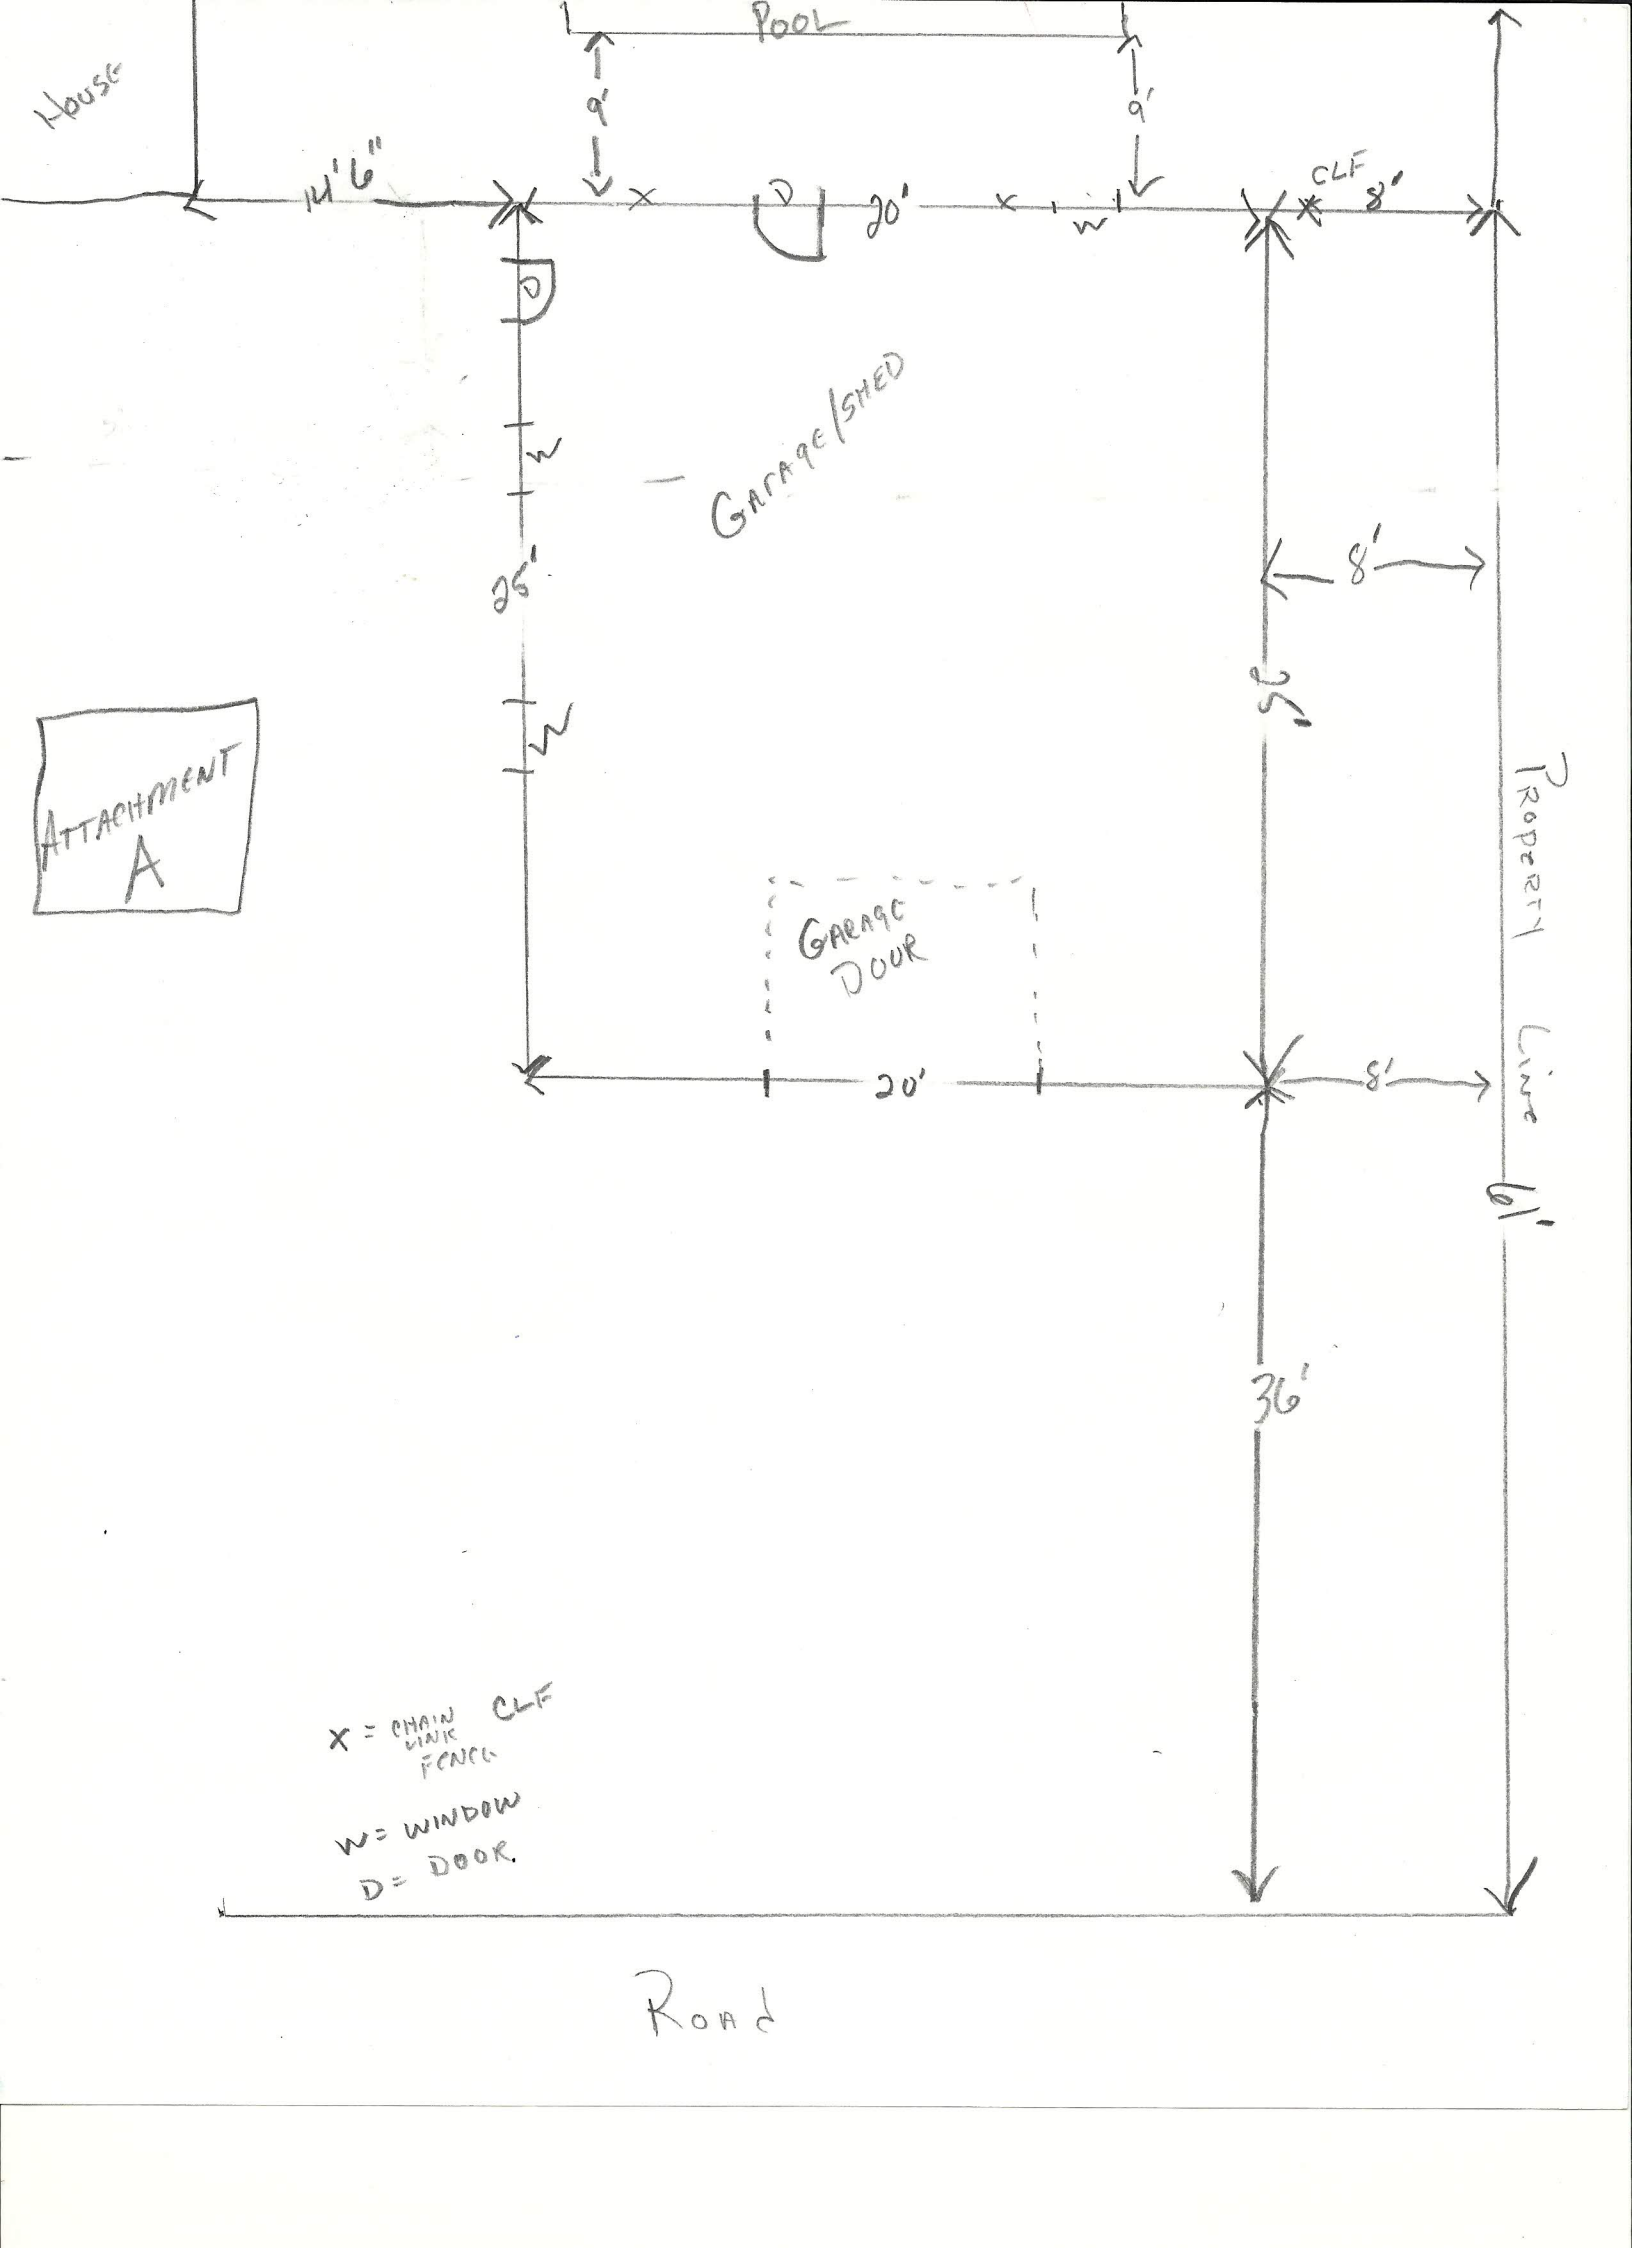 POOL
HOUSE
9'
9'
14'6"
X
D
20'
X
W
CLF
X
8'
D
GARAGE/SHED
W
25'
8'
25'
W
ATTACHMENT
A
PROPERTY LINE
GARAGE
DOOR
20'
8'
61'
36'
X = CHAIN CLF
LINK
FENCE
W = WINDOW
D = DOOR.
ROAD